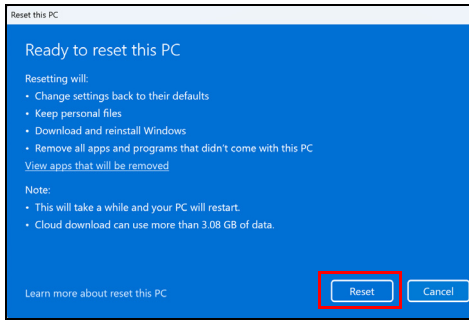 Reset this PC
Ready to reset this PC
Resetting will:
• Change settings back to their defaults
• Keep personal files
• Download and reinstall Windows
• Remove all apps and programs that didn't come with this PC
View apps that will be removed
Note:
• This will take a while and your PC will restart.
• Cloud download can use more than 3.08 GB of data.
Learn more about reset this PC
Reset
Cancel